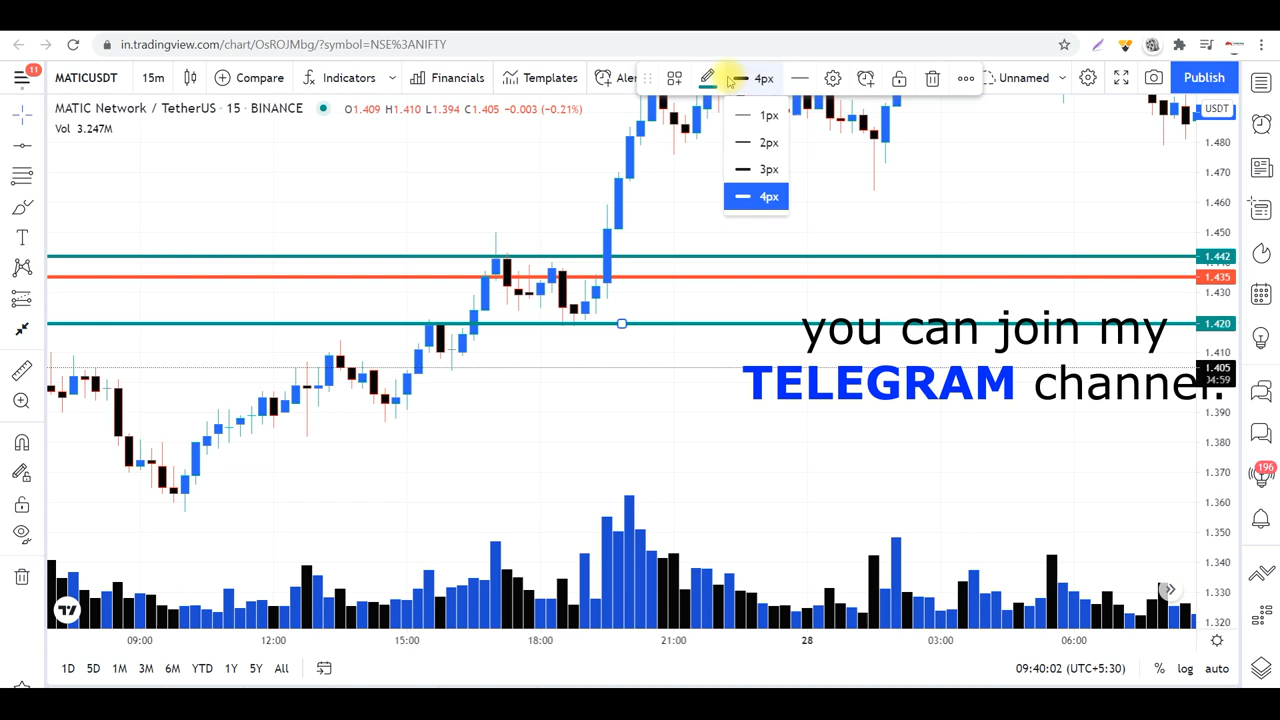 in.tradingview.com/chart/OsROJMbg/?symbol=NSE%3ANIFTY
11
MATICUSDT 15m Compare Indicators Financials Templates Aler 4px Unnamed Publish
1px
2px
3px
4px
MATIC Network / TetherUS · 15 · BINANCE O1.409 H1.410 L1.394 C1.405 −0.003 (−0.21%)
Vol 3.247M
USDT
1.480
1.470
1.460
1.450
1.442
1.435
1.430
1.420
1.410
1.405
04:59
1.390
1.380
1.370
1.360
1.350
1.340
1.330
1.320
you can join my
TELEGRAM channel.
196
09:00 12:00 15:00 18:00 21:00 28 03:00 06:00
1D 5D 1M 3M 6M YTD 1Y 5Y All 09:40:02 (UTC+5:30) % log auto